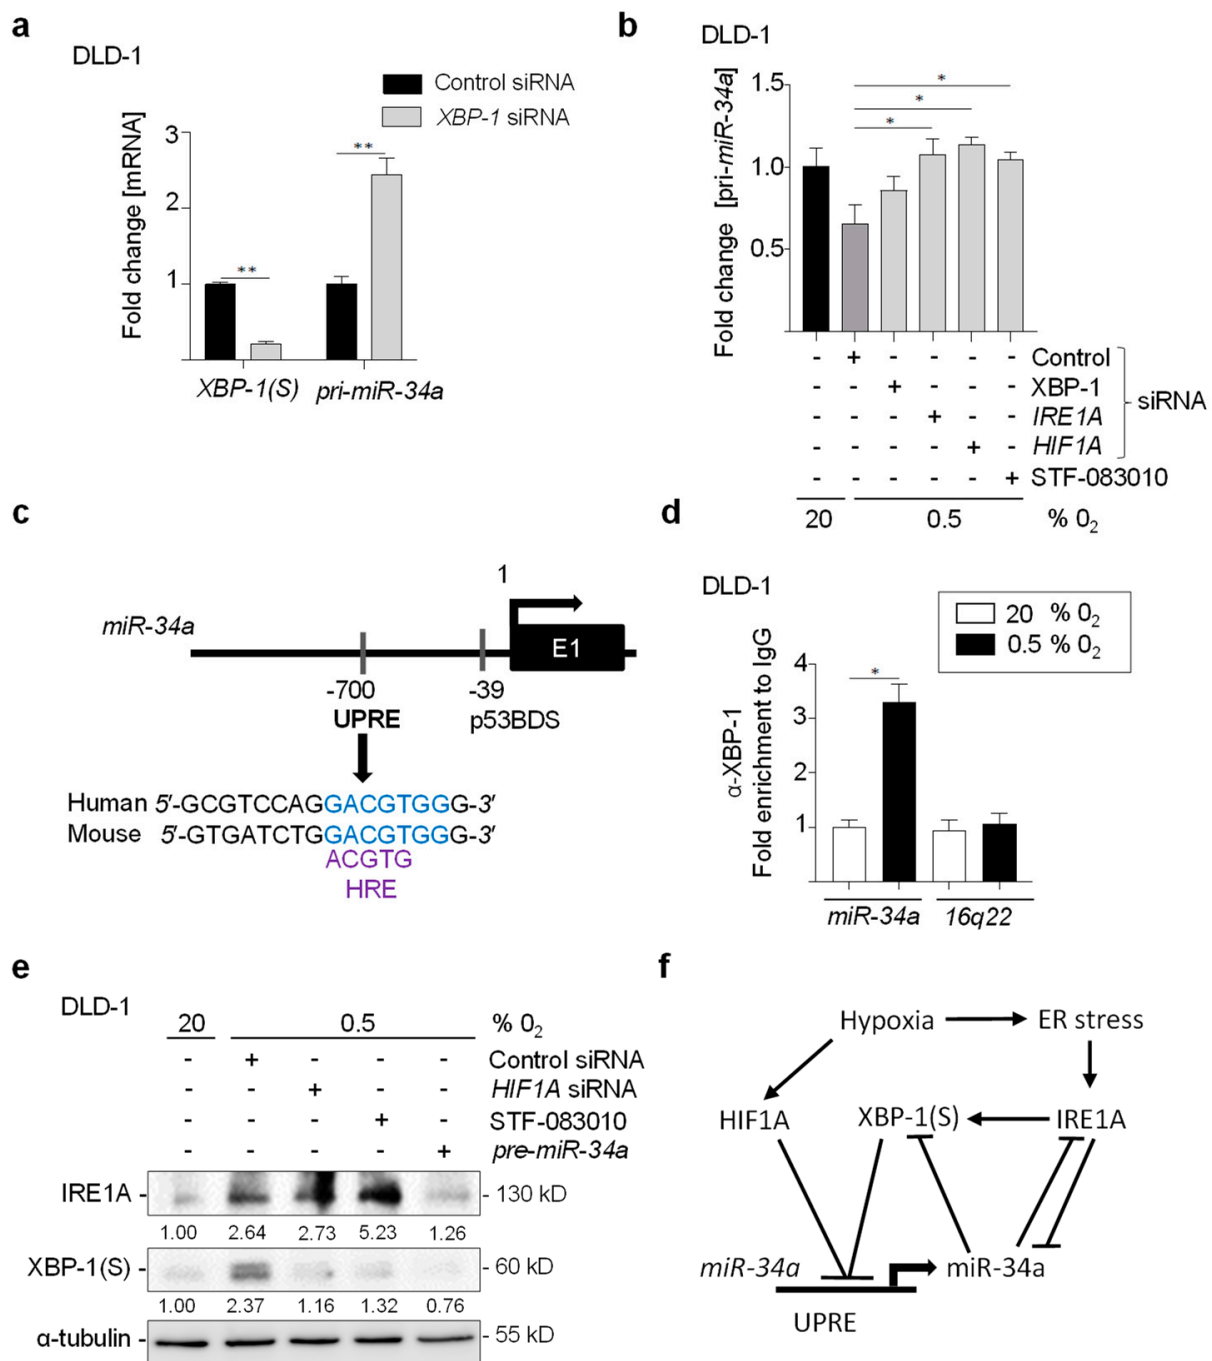 a
DLD-1
Control siRNA
XBP-1 siRNA
Fold change [mRNA]
3
2
1
**
**
XBP-1(S) pri-miR-34a
b
DLD-1
Fold change [pri-miR-34a]
1.5
1.0
0.5
*
*
*
- + - - - - Control
- - + - - - XBP-1
- - - + - - IRE1A
- - - - + - HIF1A
siRNA
- - - - - + STF-083010
20 0.5 % 0₂
c
1
miR-34a
E1
-700 -39
UPRE p53BDS
Human 5′-GCGTCCAGGACGTGGG-3′
Mouse 5′-GTGATCTGGACGTGGG-3′
ACGTG
HRE
d
DLD-1
20 % 0₂
0.5 % 0₂
α-XBP-1
Fold enrichment to IgG
4
3
2
1
*
miR-34a 16q22
e
DLD-1
20 0.5 % 0₂
- + - - - Control siRNA
- - + - - HIF1A siRNA
- - - + - STF-083010
- - - - + pre-miR-34a
IRE1A - - 130 kD
1.00 2.64 2.73 5.23 1.26
XBP-1(S) - - 60 kD
1.00 2.37 1.16 1.32 0.76
α-tubulin - - 55 kD
f
Hypoxia ER stress
HIF1A XBP-1(S) IRE1A
miR-34a miR-34a
UPRE